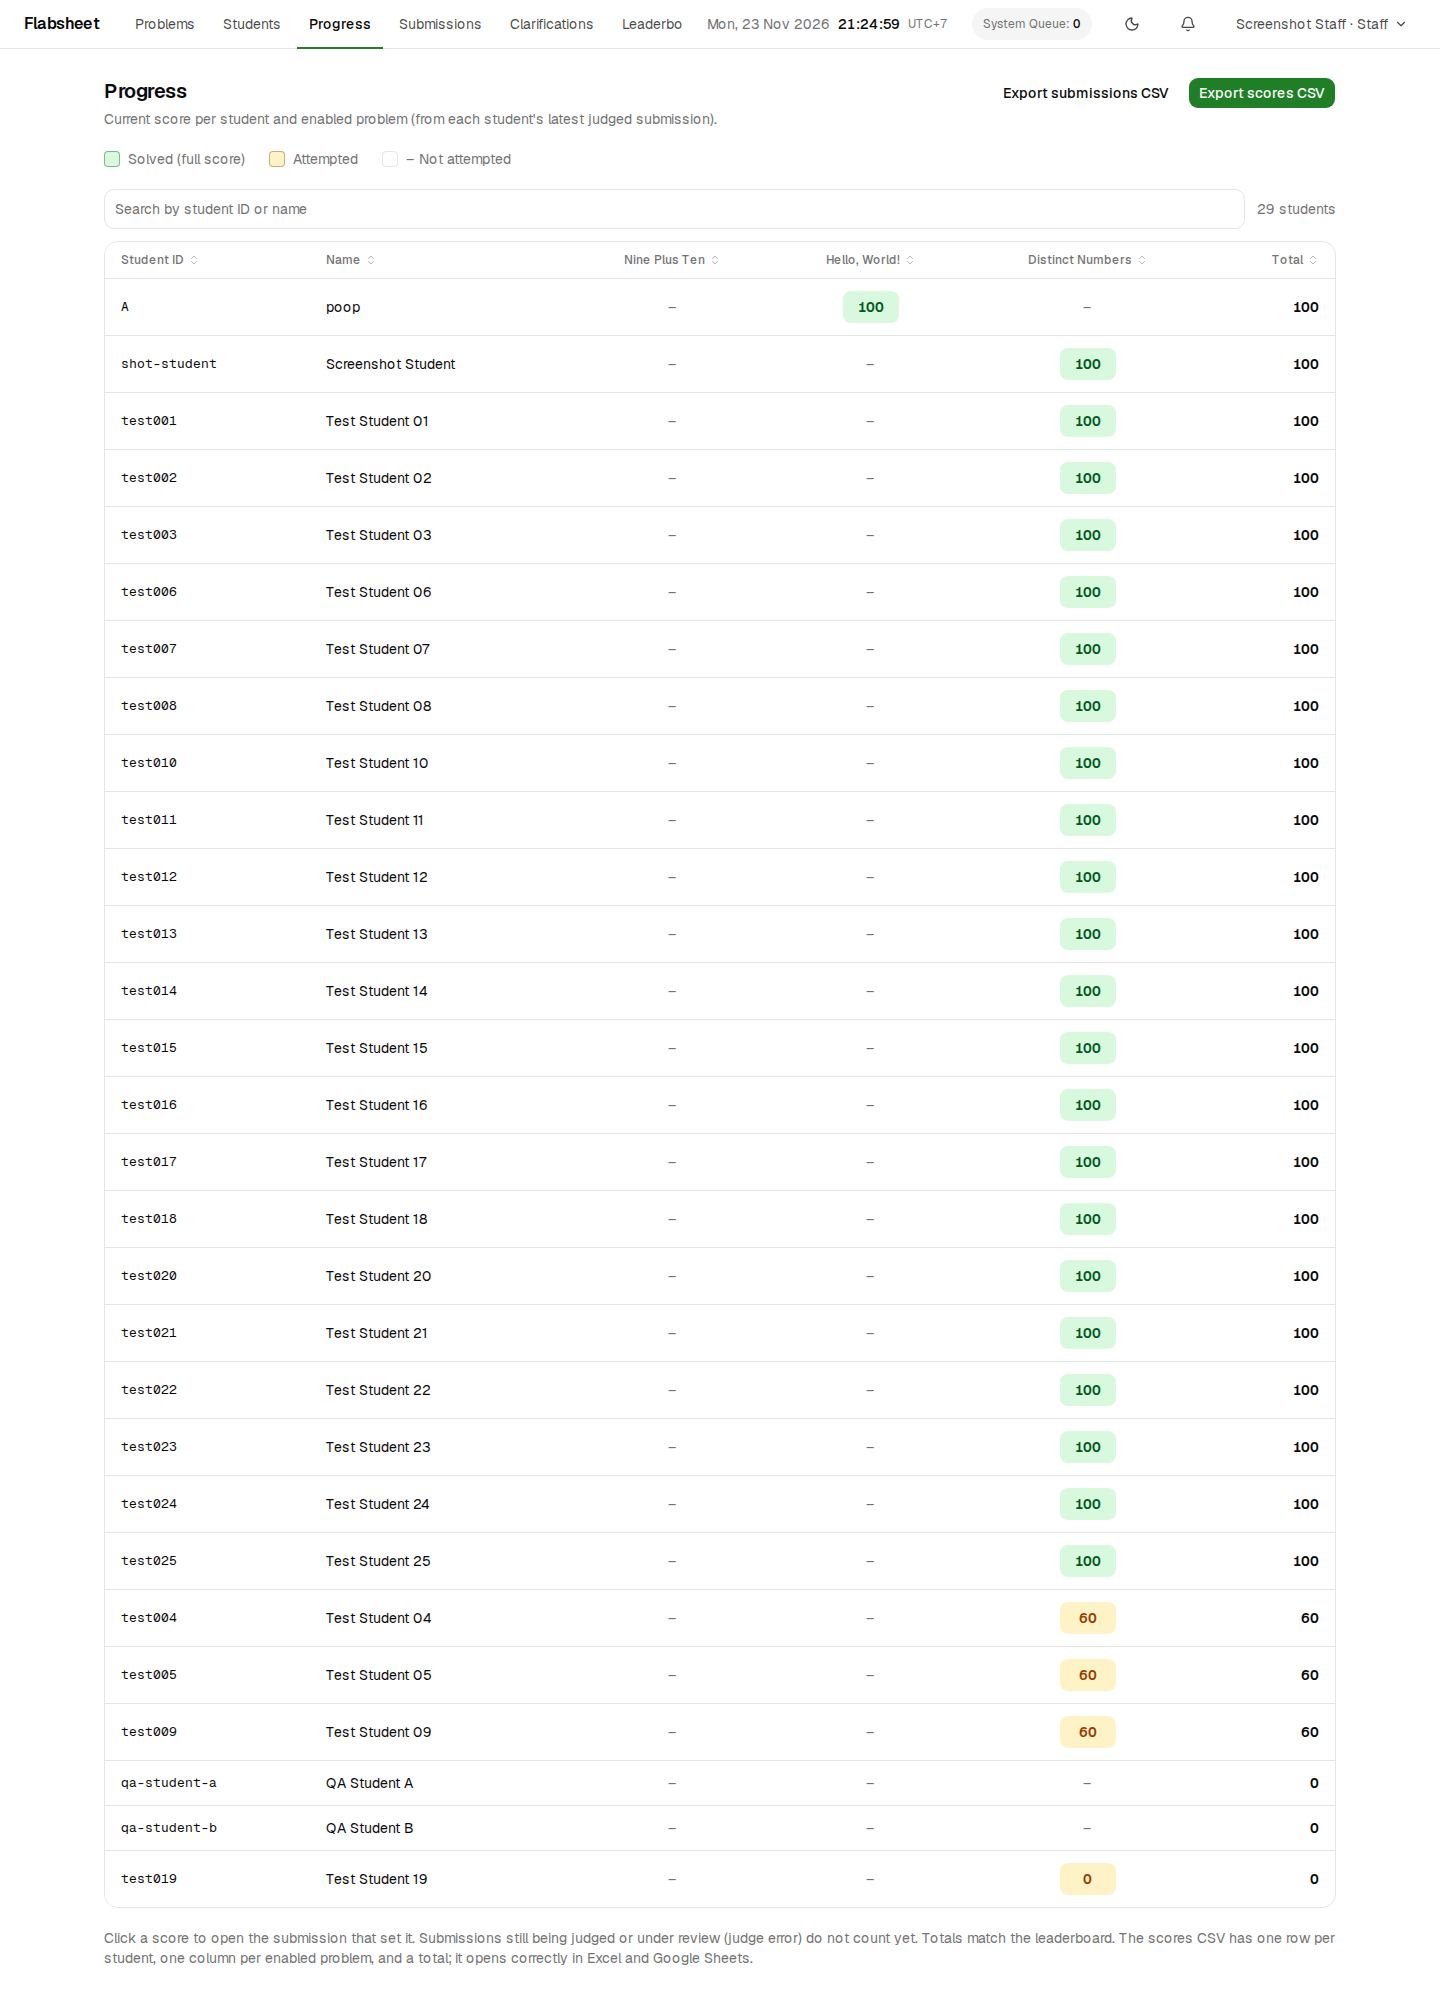 Flabsheet Problems Students Progress Submissions Clarifications Leaderbo Mon, 23 Nov 2026 21:24:59 UTC+7 System Queue: 0 Screenshot Staff · Staff
Progress
Export submissions CSV Export scores CSV
Current score per student and enabled problem (from each student's latest judged submission).
Solved (full score) Attempted – Not attempted
Search by student ID or name 29 students
Student ID Name Nine Plus Ten Hello, World! Distinct Numbers Total
A poop – 100 – 100
shot-student Screenshot Student – – 100 100
test001 Test Student 01 – – 100 100
test002 Test Student 02 – – 100 100
test003 Test Student 03 – – 100 100
test006 Test Student 06 – – 100 100
test007 Test Student 07 – – 100 100
test008 Test Student 08 – – 100 100
test010 Test Student 10 – – 100 100
test011 Test Student 11 – – 100 100
test012 Test Student 12 – – 100 100
test013 Test Student 13 – – 100 100
test014 Test Student 14 – – 100 100
test015 Test Student 15 – – 100 100
test016 Test Student 16 – – 100 100
test017 Test Student 17 – – 100 100
test018 Test Student 18 – – 100 100
test020 Test Student 20 – – 100 100
test021 Test Student 21 – – 100 100
test022 Test Student 22 – – 100 100
test023 Test Student 23 – – 100 100
test024 Test Student 24 – – 100 100
test025 Test Student 25 – – 100 100
test004 Test Student 04 – – 60 60
test005 Test Student 05 – – 60 60
test009 Test Student 09 – – 60 60
qa-student-a QA Student A – – – 0
qa-student-b QA Student B – – – 0
test019 Test Student 19 – – 0 0
Click a score to open the submission that set it. Submissions still being judged or under review (judge error) do not count yet. Totals match the leaderboard. The scores CSV has one row per
student, one column per enabled problem, and a total; it opens correctly in Excel and Google Sheets.